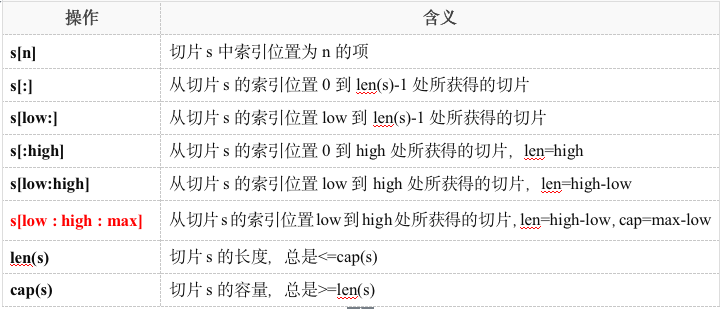 操作 含义
s[n] 切片 s 中索引位置为 n 的项
s[:] 从切片 s 的索引位置 0 到 len(s)-1 处所获得的切片
s[low:] 从切片 s 的索引位置 low 到 len(s)-1 处所获得的切片
s[:high] 从切片 s 的索引位置 0 到 high 处所获得的切片，len=high
s[low:high] 从切片 s 的索引位置 low 到 high 处所获得的切片，len=high-low
s[low : high : max] 从切片 s 的索引位置 low 到 high 处所获得的切片，len=high-low，cap=max-low
len(s) 切片 s 的长度，总是<=cap(s)
cap(s) 切片 s 的容量，总是>=len(s)